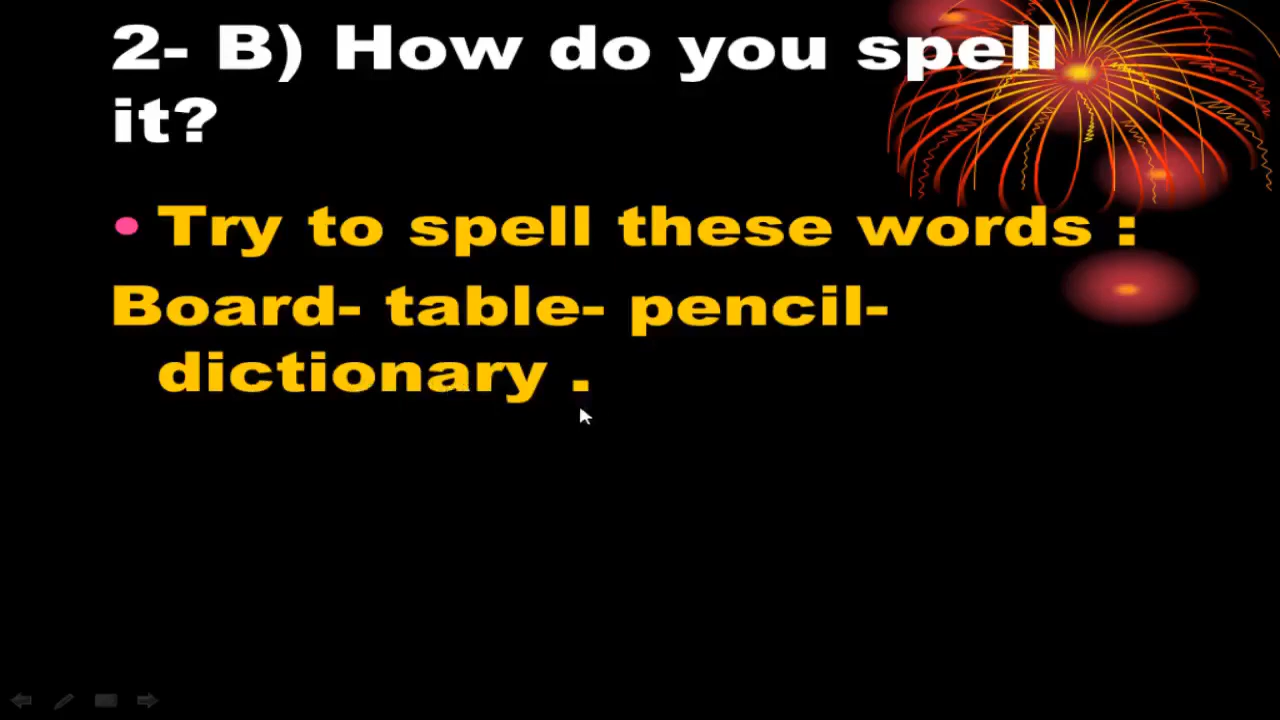 2- B) How do you spell
it?
• Try to spell these words :
Board- table- pencil-
dictionary .